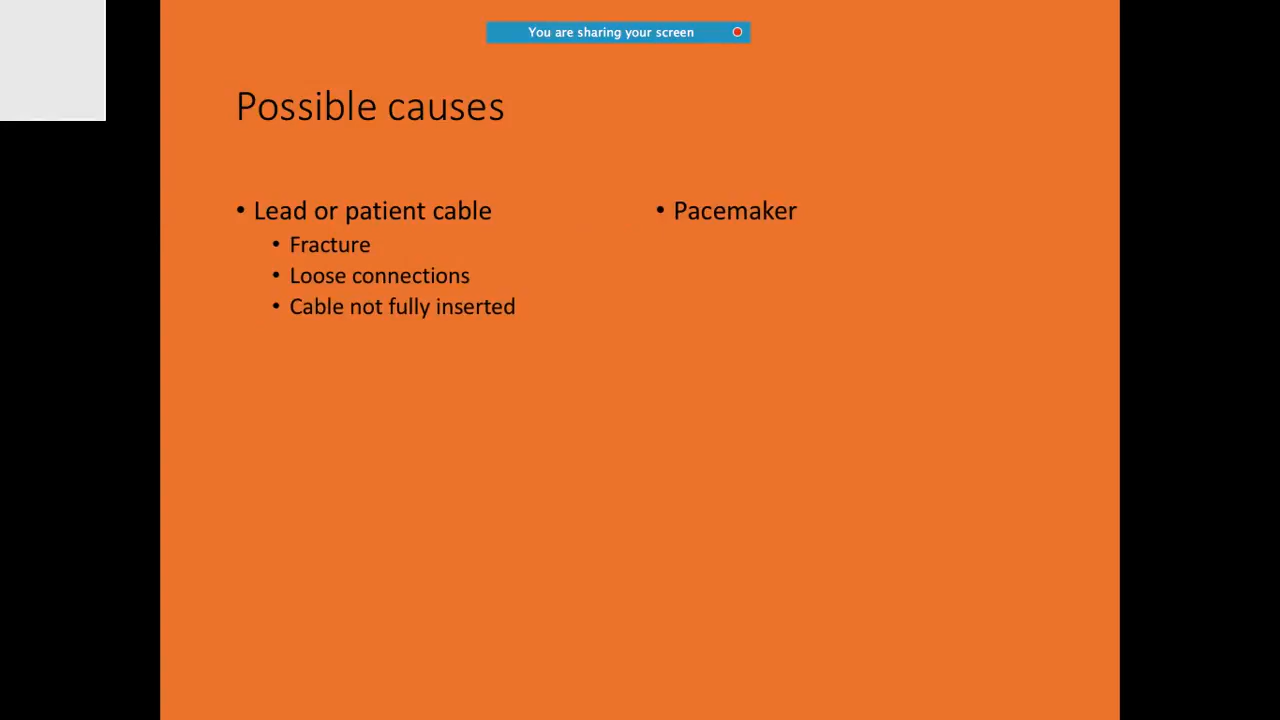 You are sharing your screen
Possible causes
• Lead or patient cable
• Fracture
• Loose connections
• Cable not fully inserted
• Pacemaker